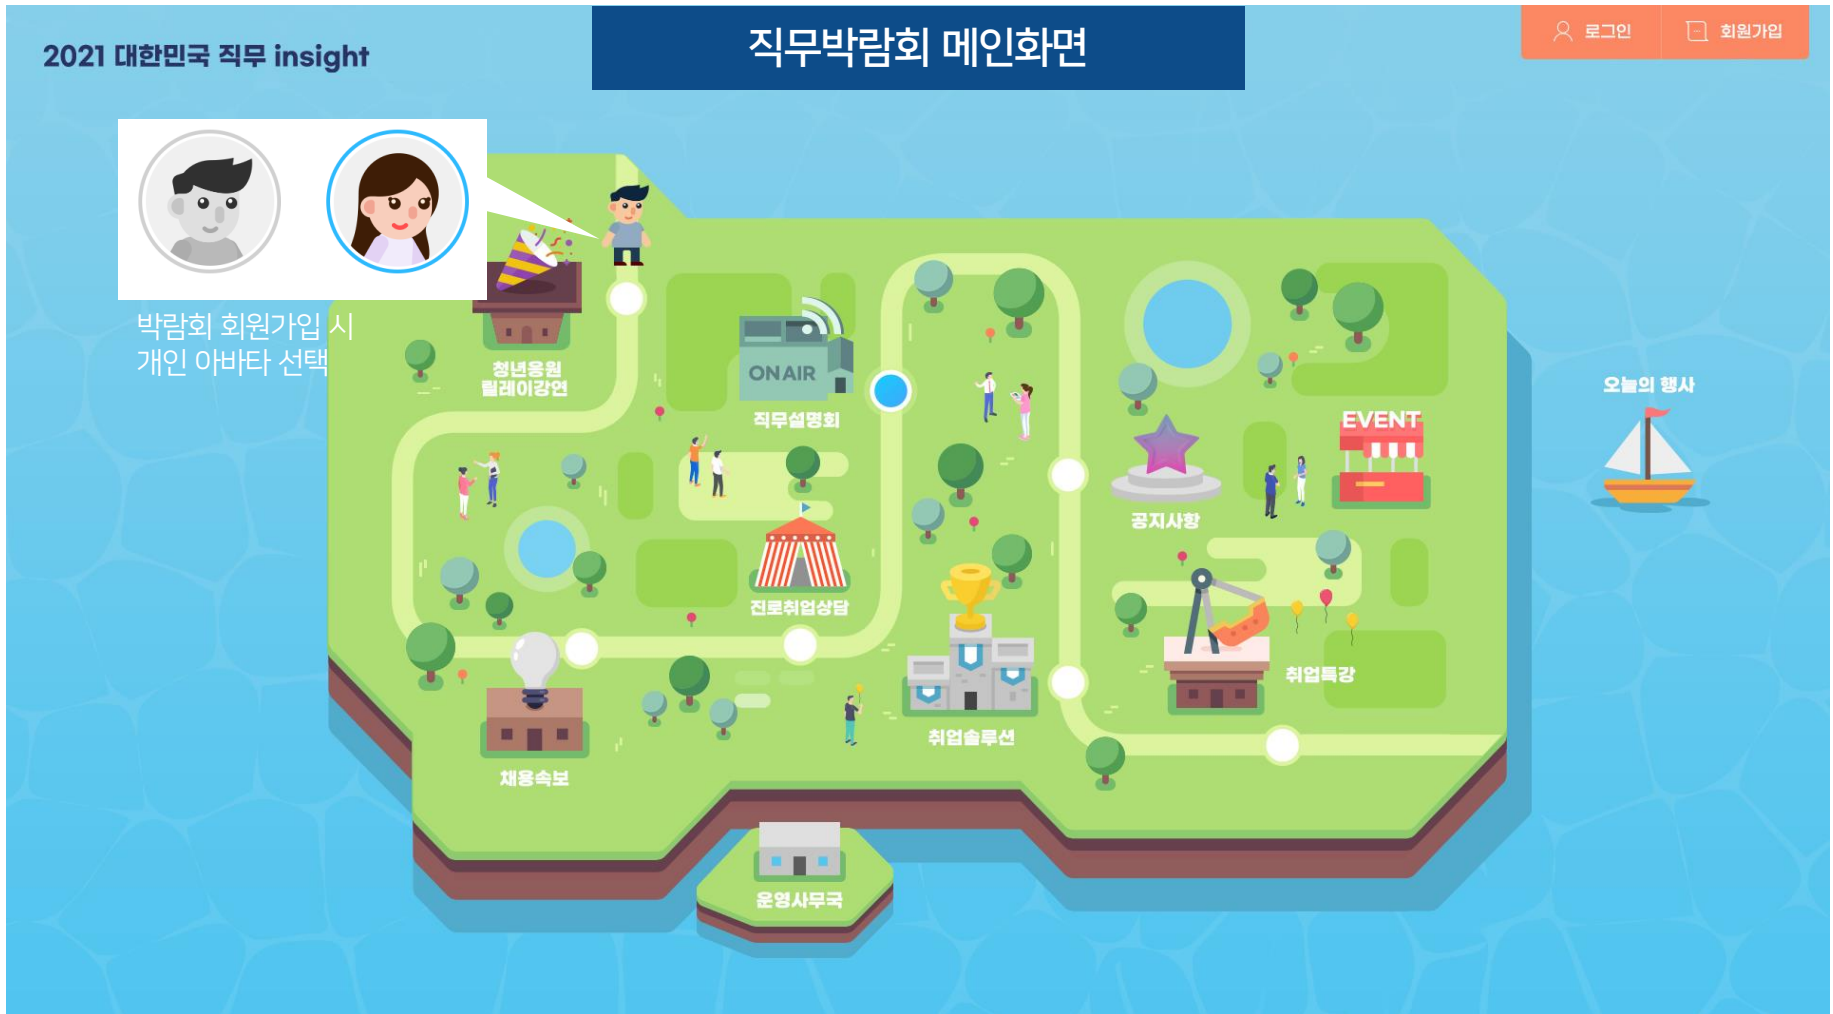 2021 대한민국 직무 insight
직무박람회 메인화면
로그인
회원가입
박람회 회원가입 시
개인 아바타 선택
청년응원
릴레이강연
ON AIR
직무설명회
오늘의 행사
EVENT
공지사항
진로취업상담
취업특강
취업솔루션
채용속보
운영사무국